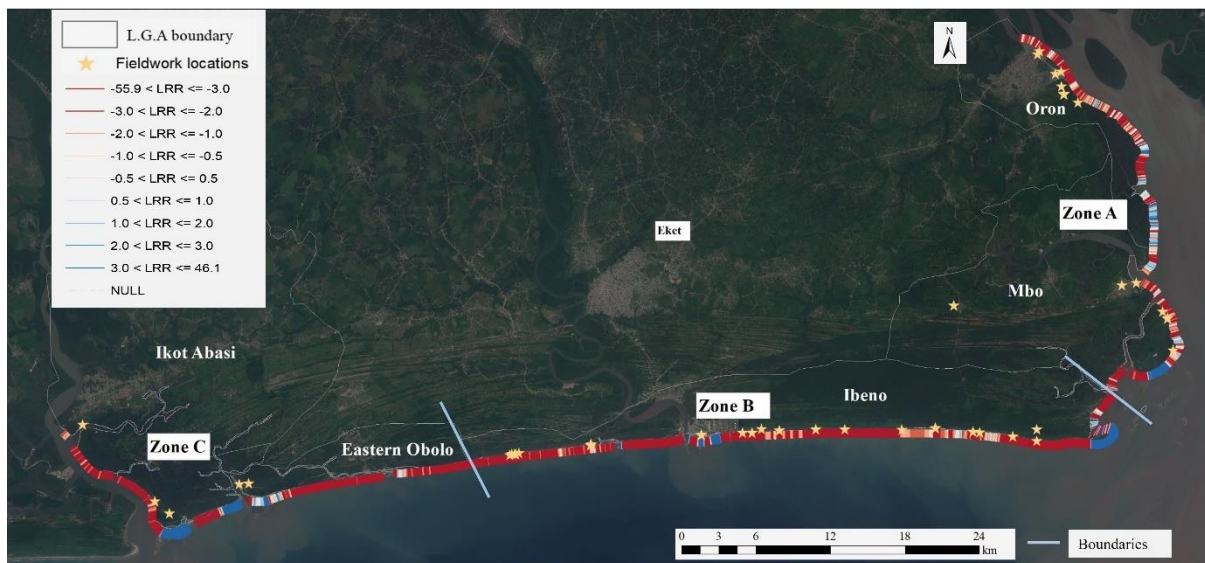 L.G.A boundary
Fieldwork locations
-55.9 < LRR <= -3.0
-3.0 < LRR <= -2.0
-2.0 < LRR <= -1.0
-1.0 < LRR <= -0.5
-0.5 < LRR <= 0.5
0.5 < LRR <= 1.0
1.0 < LRR <= 2.0
2.0 < LRR <= 3.0
3.0 < LRR <= 46.1
NULL
N
Oron
Zone A
Eket
Mbo
Ikot Abasi
Ibeno
Zone B
Zone C
Eastern Obolo
0 3 6 12 18 24
km
Boundaries